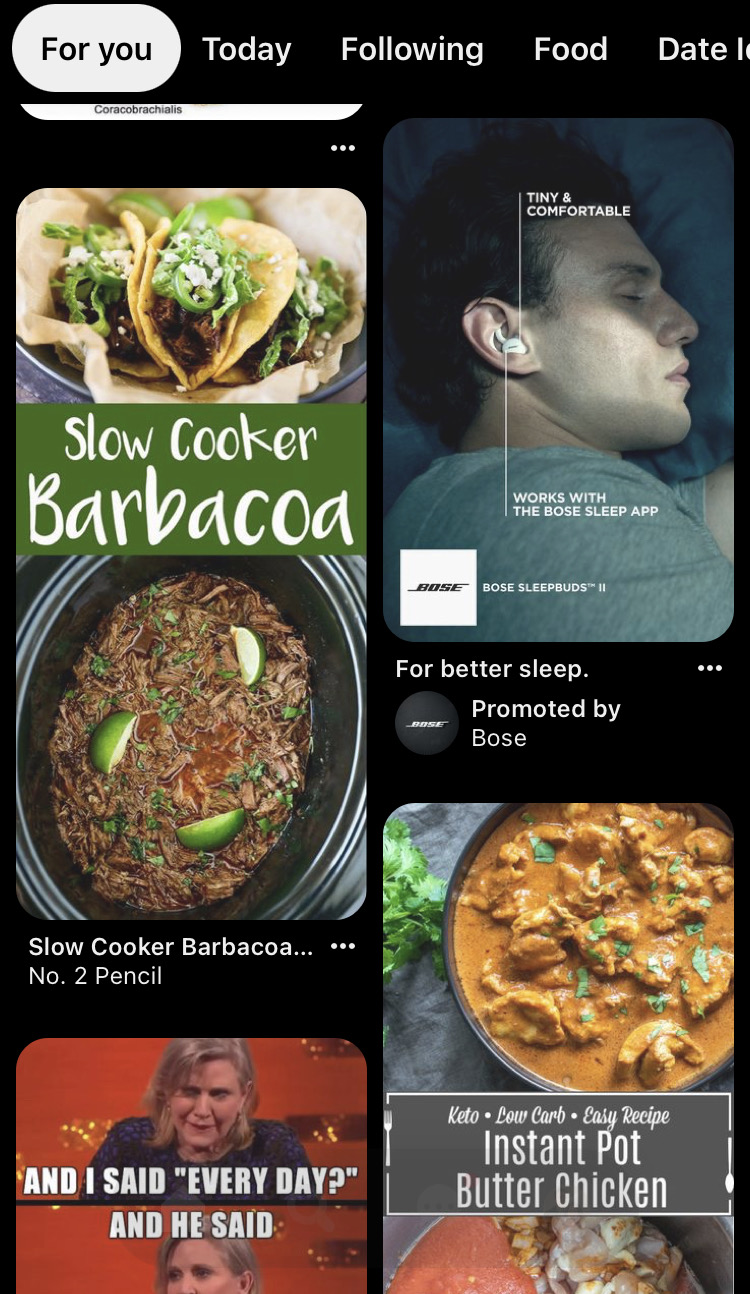 For you
Today
Following
Food
Date
Coracobrachialis
Slow Cooker
Barbacoa
Slow Cooker Barbacoa...
No. 2 Pencil
AND I SAID "EVERY DAY?"
AND HE SAID
TINY &
COMFORTABLE
WORKS WITH
THE BOSE SLEEP APP
BOSE
BOSE SLEEPBUDS™ II
For better sleep.
BOSE
Promoted by
Bose
Keto • Low Carb • Easy Recipe
Instant Pot
Butter Chicken